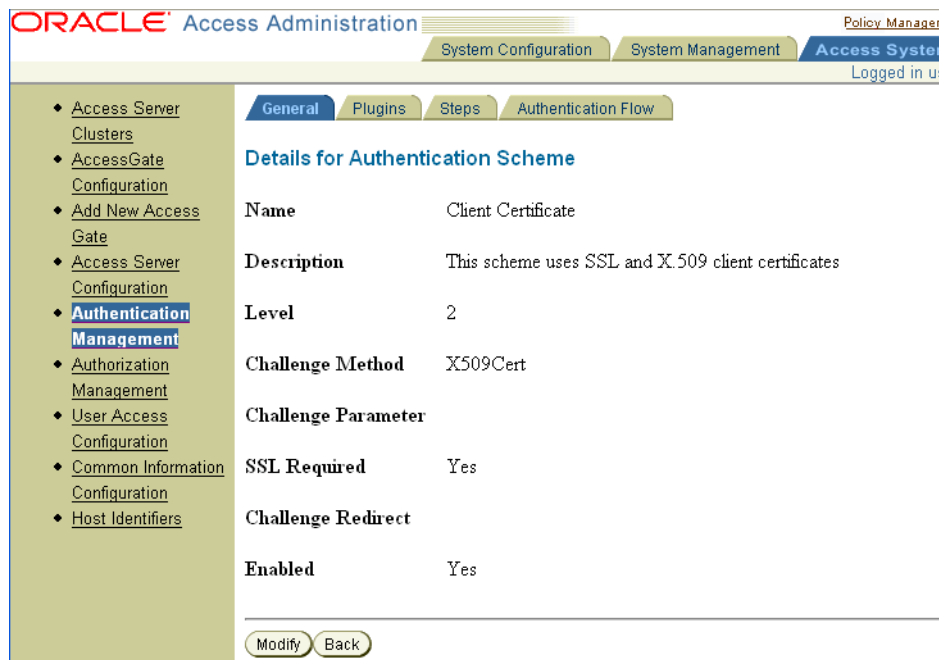 ORACLE Access Administration
Policy Manager
System Configuration System Management Access System
Logged in us
Access Server
Clusters
AccessGate
Configuration
Add New Access
Gate
Access Server
Configuration
Authentication
Management
Authorization
Management
User Access
Configuration
Common Information
Configuration
Host Identifiers
General Plugins Steps Authentication Flow
Details for Authentication Scheme
Name Client Certificate
Description This scheme uses SSL and X.509 client certificates
Level 2
Challenge Method X509Cert
Challenge Parameter
SSL Required Yes
Challenge Redirect
Enabled Yes
Modify Back